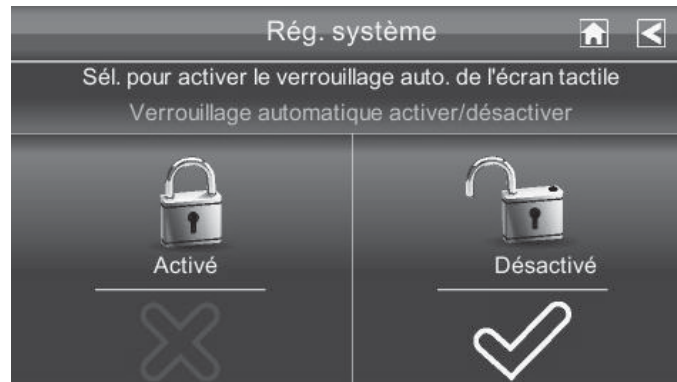 Rég. système
Sél. pour activer le verrouillage auto. de l'écran tactile
Verrouillage automatique activer/désactiver
Activé
Désactivé